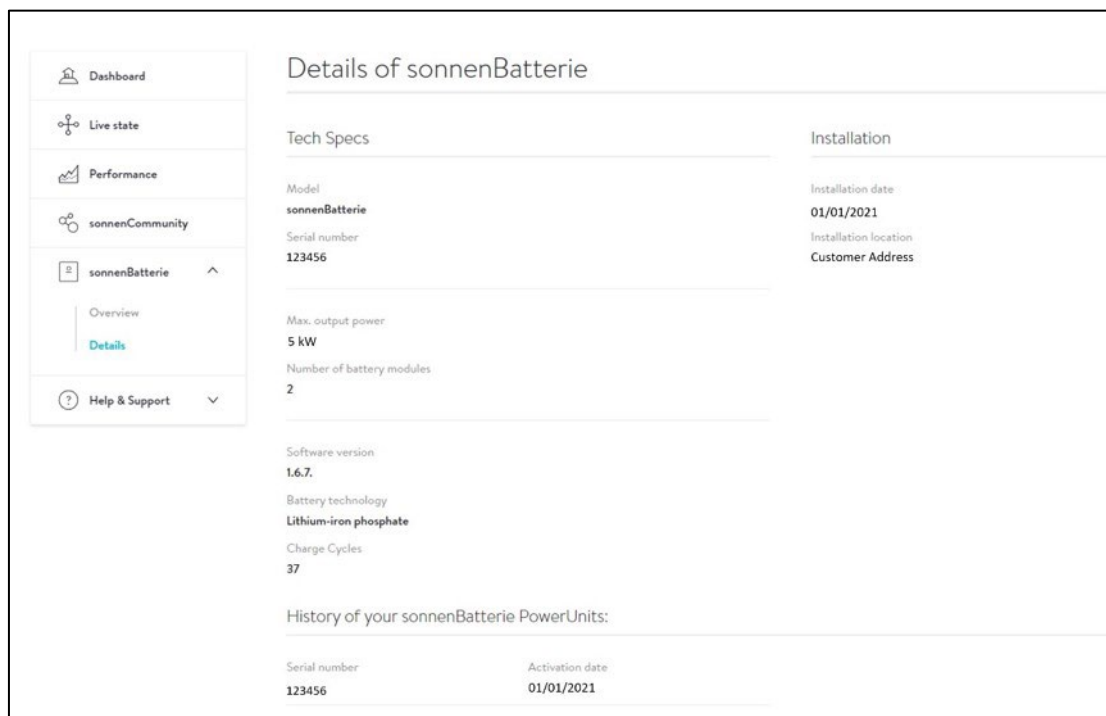 Dashboard
Live state
Performance
sonnenCommunity
sonnenBatterie
Overview
Details
Help & Support
Details of sonnenBatterie
Tech Specs
Model
sonnenBatterie
Serial number
123456
Max. output power
5 kW
Number of battery modules
2
Software version
1.6.7.
Battery technology
Lithium-iron phosphate
Charge Cycles
37
Installation
Installation date
01/01/2021
Installation location
Customer Address
History of your sonnenBatterie PowerUnits:
Serial number Activation date
123456 01/01/2021